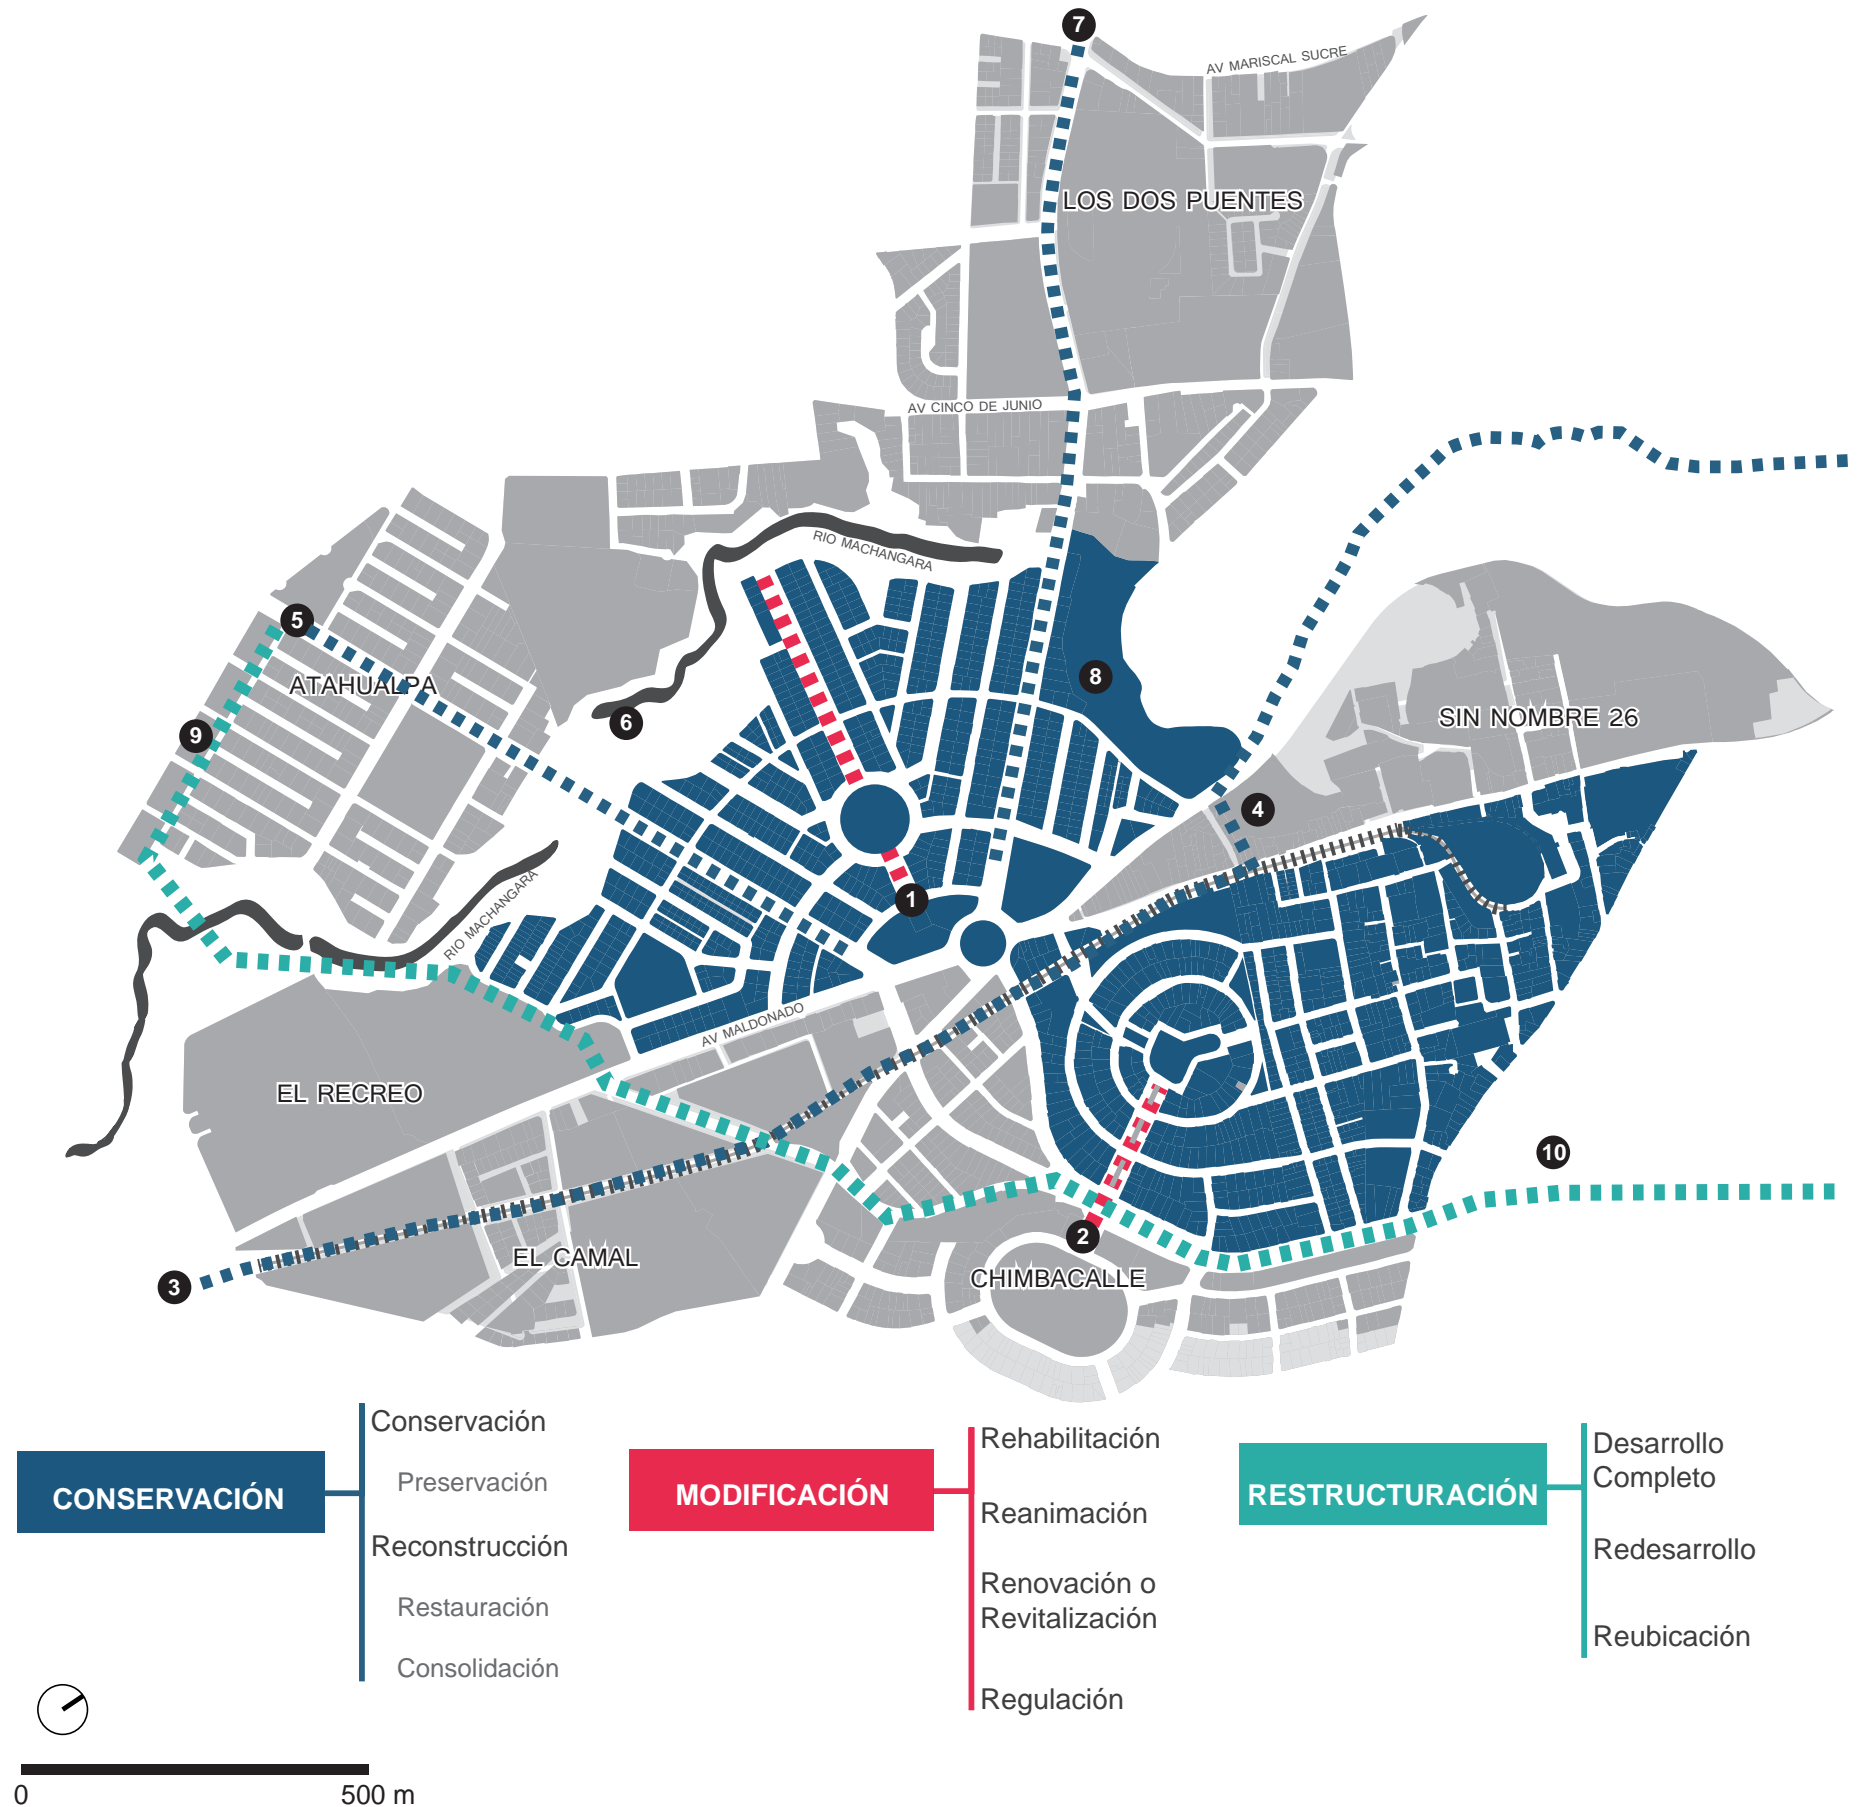 7
AV MARISCAL SUCRE
LOS DOS PUENTES
AV CINCO DE JUNIO
RIO MACHANGARA
5
ATAHUALPA
8
6
SIN NOMBRE 26
9
4
RIO MACHANGARA
1
AV MALDONADO
EL RECREO
10
2
EL CAMAL
CHIMBACALLE
3
CONSERVACIÓN
Conservación
Preservación
Reconstrucción
Restauración
Consolidación
MODIFICACIÓN
Rehabilitación
Reanimación
Renovación o
Revitalización
Regulación
RESTRUCTURACIÓN
Desarrollo
Completo
Redesarrollo
Reubicación
0 500 m